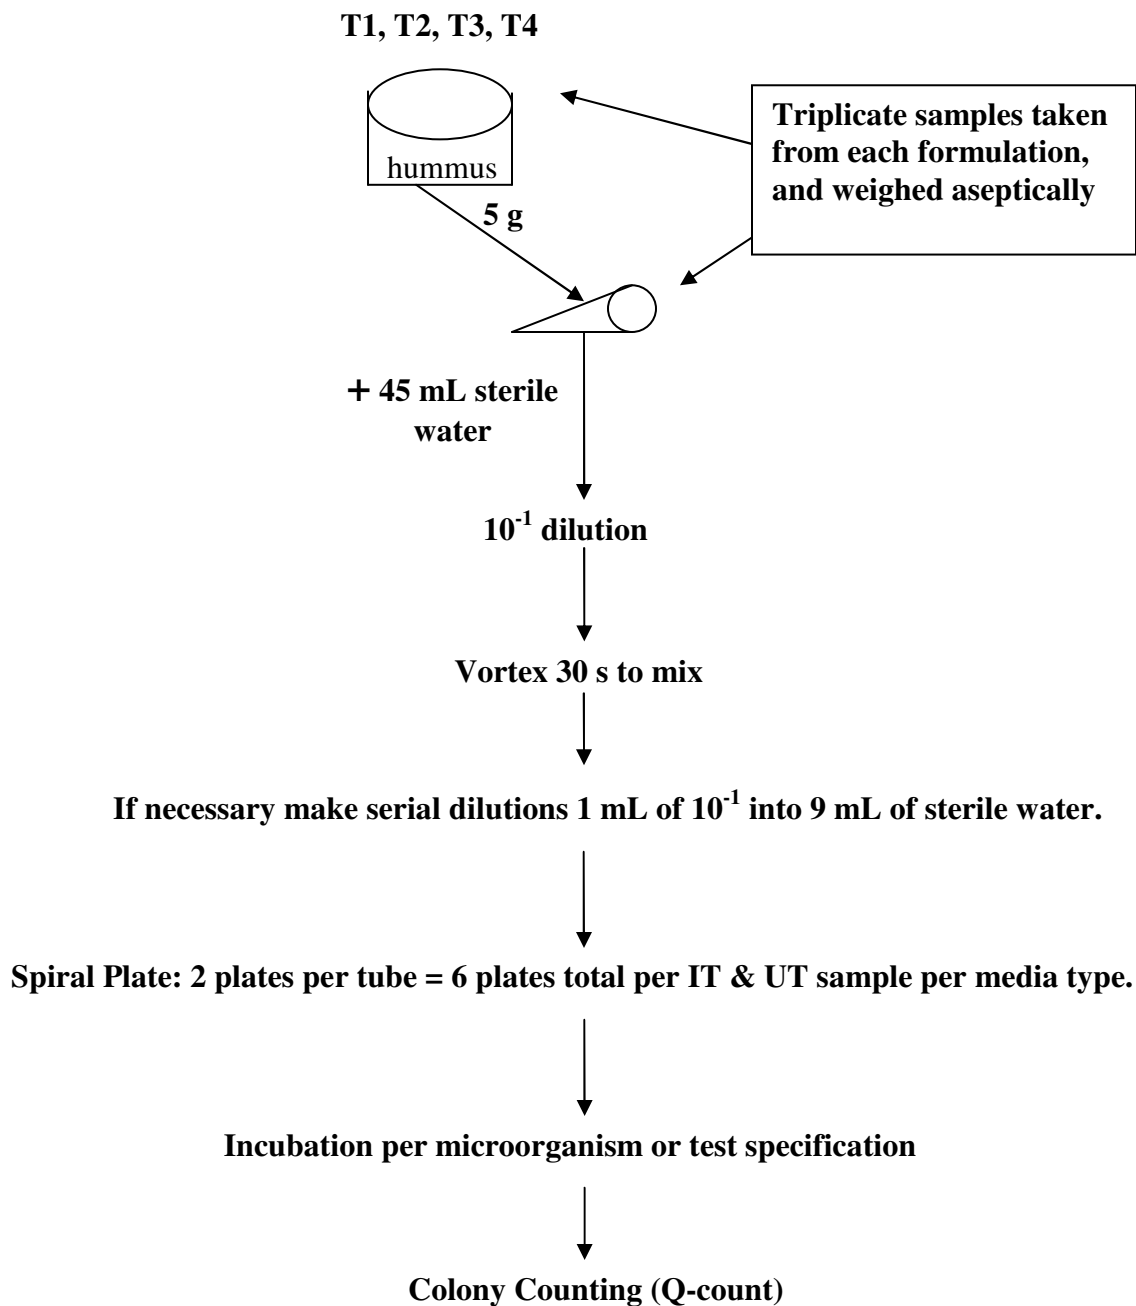 T1, T2, T3, T4
Triplicate samples taken
from each formulation,
and weighed aseptically
hummus
5 g
+ 45 mL sterile
water
10⁻¹ dilution
Vortex 30 s to mix
If necessary make serial dilutions 1 mL of 10⁻¹ into 9 mL of sterile water.
Spiral Plate: 2 plates per tube = 6 plates total per IT & UT sample per media type.
Incubation per microorganism or test specification
Colony Counting (Q-count)